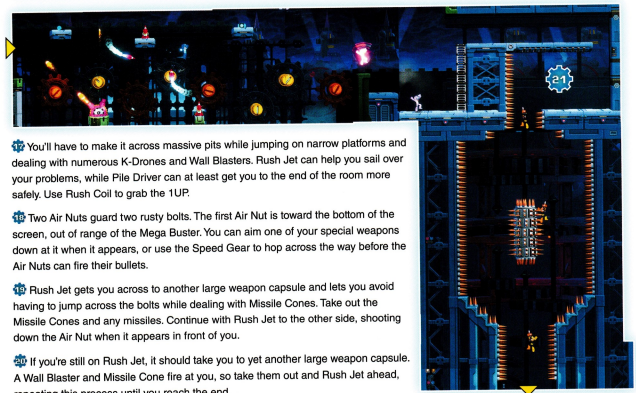 21
17 You'll have to make it across massive pits while jumping on narrow platforms and
dealing with numerous K-Drones and Wall Blasters. Rush Jet can help you sail over
your problems, while Pile Driver can at least get you to the end of the room more
safely. Use Rush Coil to grab the 1UP.
18 Two Air Nuts guard two rusty bolts. The first Air Nut is toward the bottom of the
screen, out of range of the Mega Buster. You can aim one of your special weapons
down at it when it appears, or use the Speed Gear to hop across the way before the
Air Nuts can fire their bullets.
19 Rush Jet gets you across to another large weapon capsule and lets you avoid
having to jump across the bolts while dealing with Missile Cones. Take out the
Missile Cones and any missiles. Continue with Rush Jet to the other side, shooting
down the Air Nut when it appears in front of you.
20 If you're still on Rush Jet, it should take you to yet another large weapon capsule.
A Wall Blaster and Missile Cone fire at you, so take them out and Rush Jet ahead,
repeating this process until you reach the end.